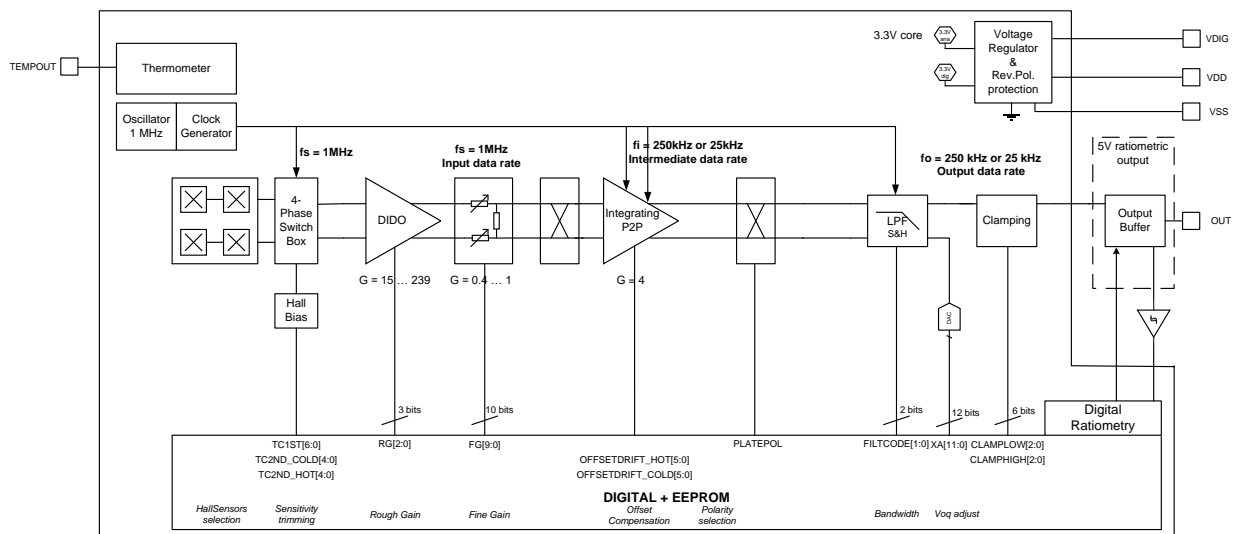 3.3V core
3.3V
ana
3.3V
dig
Voltage
Regulator
&
Rev.Pol.
protection
VDIG
VDD
VSS
TEMPOUT
Thermometer
Oscillator
1 MHz
Clock
Generator
fs = 1MHz
fs = 1MHz
Input data rate
fi = 250kHz or 25kHz
Intermediate data rate
fo = 250 kHz or 25 kHz
Output data rate
5V ratiometric
output
4-
Phase
Switch
Box
DIDO
Integrating
P2P
LPF
S&H
Clamping
Output
Buffer
OUT
G = 15 ... 239
G = 0.4 ... 1
G = 4
Hall
Bias
DAC
3 bits
10 bits
2 bits
12 bits
6 bits
Digital
Ratiometry
TC1ST[6:0]
TC2ND_COLD[4:0]
TC2ND_HOT[4:0]
RG[2:0]
FG[9:0]
OFFSETDRIFT_HOT[5:0]
OFFSETDRIFT_COLD[5:0]
PLATEPOL
FILTCODE[1:0]
XA[11:0]
CLAMPLOW[2:0]
CLAMPHIGH[2:0]
DIGITAL + EEPROM
HallSensors
selection
Sensitivity
trimming
Rough Gain
Fine Gain
Offset
Compensation
Polarity
selection
Bandwidth
Voq adjust